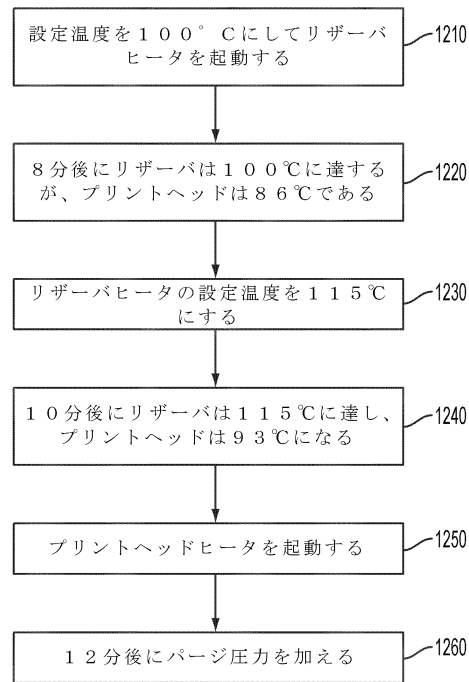 設定温度を100°Cにしてリザーバ
ヒータを起動する
1210
8分後にリザーバは100℃に達する
が、プリントヘッドは86℃である
1220
リザーバヒータの設定温度を115℃
にする
1230
10分後にリザーバは115℃に達し、
プリントヘッドは93℃になる
1240
プリントヘッドヒータを起動する
1250
12分後にパージ圧力を加える
1260